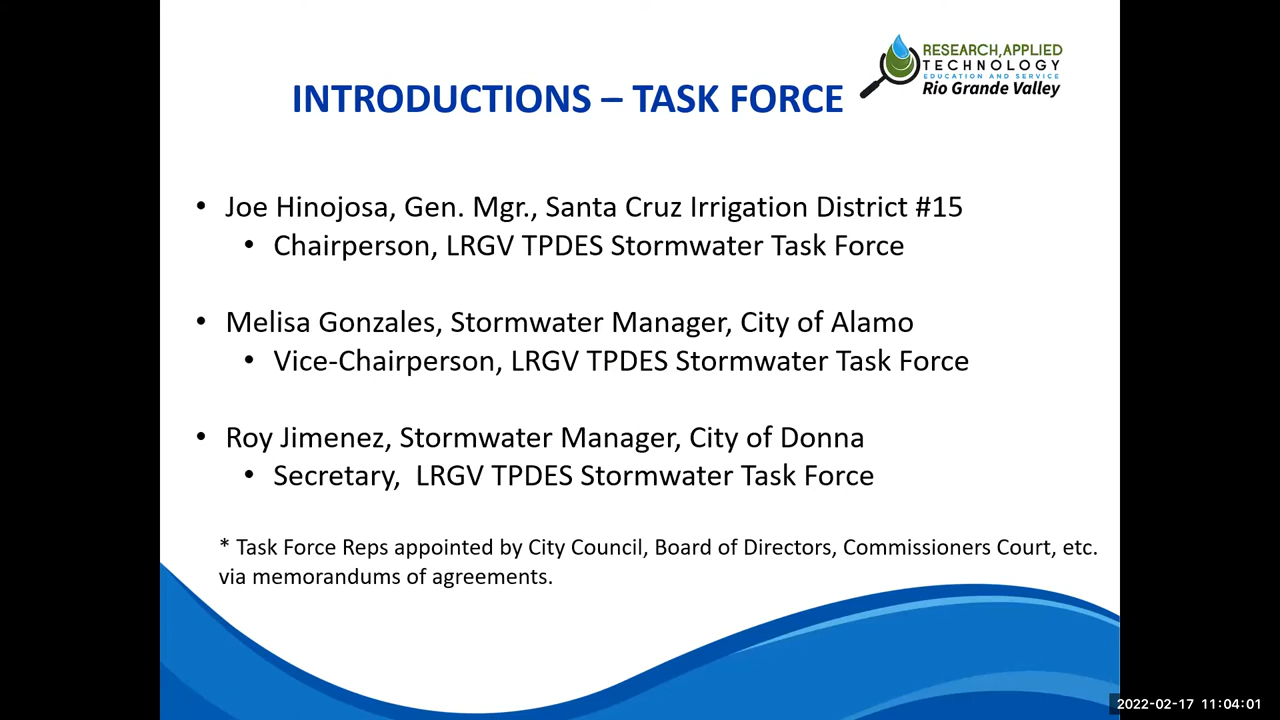 RESEARCH,APPLIED
TECHNOLOGY
EDUCATION AND SERVICE
Rio Grande Valley
INTRODUCTIONS – TASK FORCE
• Joe Hinojosa, Gen. Mgr., Santa Cruz Irrigation District #15
• Chairperson, LRGV TPDES Stormwater Task Force
• Melisa Gonzales, Stormwater Manager, City of Alamo
• Vice-Chairperson, LRGV TPDES Stormwater Task Force
• Roy Jimenez, Stormwater Manager, City of Donna
• Secretary, LRGV TPDES Stormwater Task Force
* Task Force Reps appointed by City Council, Board of Directors, Commissioners Court, etc.
via memorandums of agreements.
2022-02-17 11:04:01